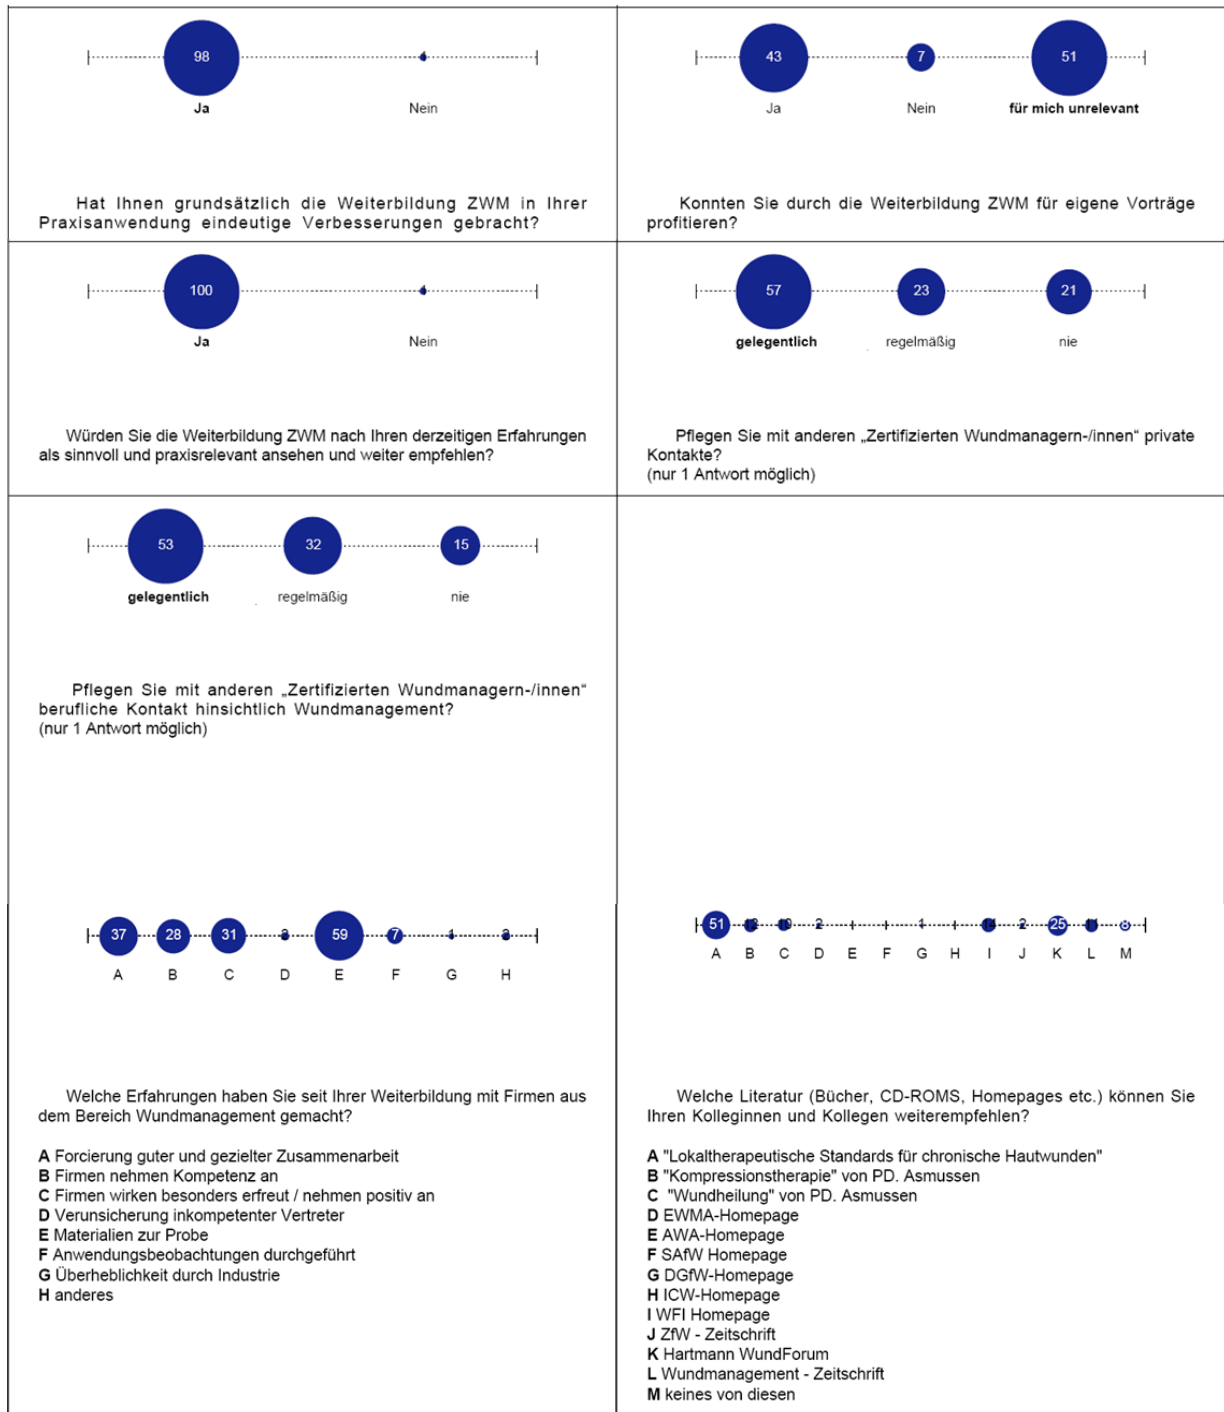 98
1
Ja
Nein
Hat Ihnen grundsätzlich die Weiterbildung ZWM in Ihrer
Praxisanwendung eindeutige Verbesserungen gebracht?
43
7
51
Ja
Nein
für mich unrelevant
Konnten Sie durch die Weiterbildung ZWM für eigene Vorträge
profitieren?
100
1
Ja
Nein
Würden Sie die Weiterbildung ZWM nach Ihren derzeitigen Erfahrungen
als sinnvoll und praxisrelevant ansehen und weiter empfehlen?
57
23
21
gelegentlich
regelmäßig
nie
Pflegen Sie mit anderen „Zertifizierten Wundmanagern-/innen“ private
Kontakte?
(nur 1 Antwort möglich)
53
32
15
gelegentlich
regelmäßig
nie
Pflegen Sie mit anderen „Zertifizierten Wundmanagern-/innen“
berufliche Kontakt hinsichtlich Wundmanagement?
(nur 1 Antwort möglich)
37 28 31 59 7 1
A B C D E F G H
Welche Erfahrungen haben Sie seit Ihrer Weiterbildung mit Firmen aus
dem Bereich Wundmanagement gemacht?
A Forcierung guter und gezielter Zusammenarbeit
B Firmen nehmen Kompetenz an
C Firmen wirken besonders erfreut / nehmen positiv an
D Verunsicherung inkompetenter Vertreter
E Materialien zur Probe
F Anwendungsbeobachtungen durchgeführt
G Überheblichkeit durch Industrie
H anderes
51 12 10 2 1 14 2 25 11 8
A B C D E F G H I J K L M
Welche Literatur (Bücher, CD-ROMS, Homepages etc.) können Sie
Ihren Kolleginnen und Kollegen weiterempfehlen?
A "Lokaltherapeutische Standards für chronische Hautwunden"
B "Kompressionstherapie" von PD. Asmussen
C "Wundheilung" von PD. Asmussen
D EWMA-Homepage
E AWA-Homepage
F SAfW Homepage
G DGfW-Homepage
H ICW-Homepage
I WFI Homepage
J ZfW - Zeitschrift
K Hartmann WundForum
L Wundmanagement - Zeitschrift
M keines von diesen